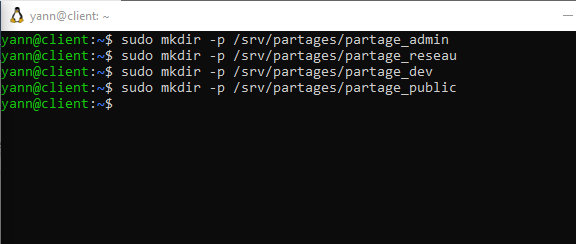 yann@client: ~
yann@client:~$ sudo mkdir -p /srv/partages/partage_admin
yann@client:~$ sudo mkdir -p /srv/partages/partage_reseau
yann@client:~$ sudo mkdir -p /srv/partages/partage_dev
yann@client:~$ sudo mkdir -p /srv/partages/partage_public
yann@client:~$